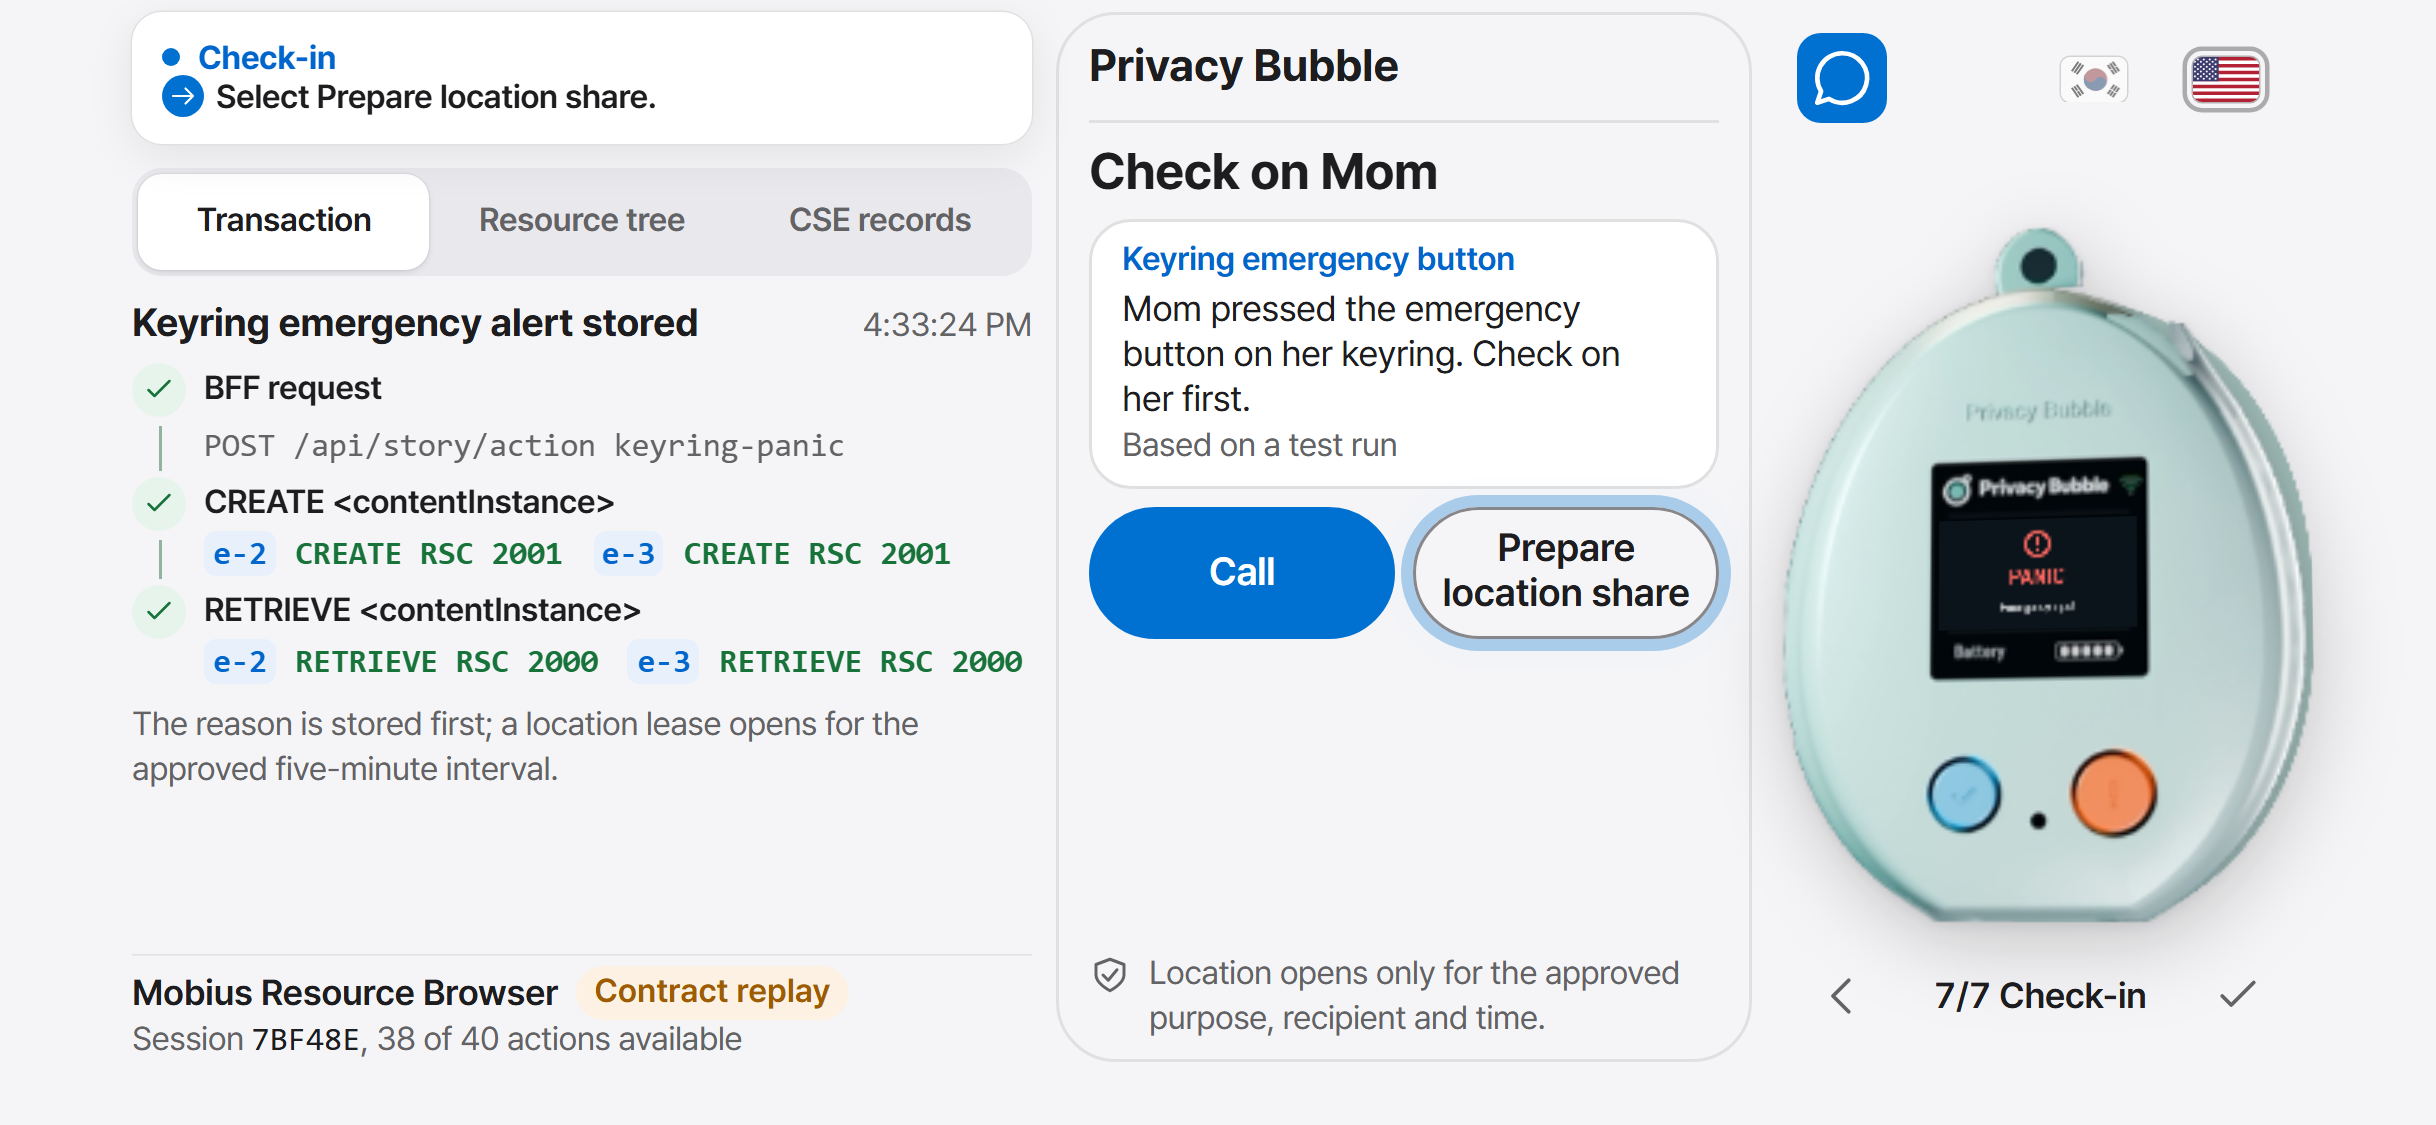 Check-in
Select Prepare location share.
Transaction
Resource tree
CSE records
Keyring emergency alert stored
4:33:24 PM
BFF request
POST /api/story/action keyring-panic
CREATE <contentInstance>
e-2 CREATE RSC 2001 e-3 CREATE RSC 2001
RETRIEVE <contentInstance>
e-2 RETRIEVE RSC 2000 e-3 RETRIEVE RSC 2000
The reason is stored first; a location lease opens for the
approved five-minute interval.
Mobius Resource Browser
Contract replay
Session 7BF48E, 38 of 40 actions available
Privacy Bubble
Check on Mom
Keyring emergency button
Mom pressed the emergency
button on her keyring. Check on
her first.
Based on a test run
Call
Prepare
location share
Location opens only for the approved
purpose, recipient and time.
Privacy Bubble
Privacy Bubble
PANIC
Battery
7/7 Check-in